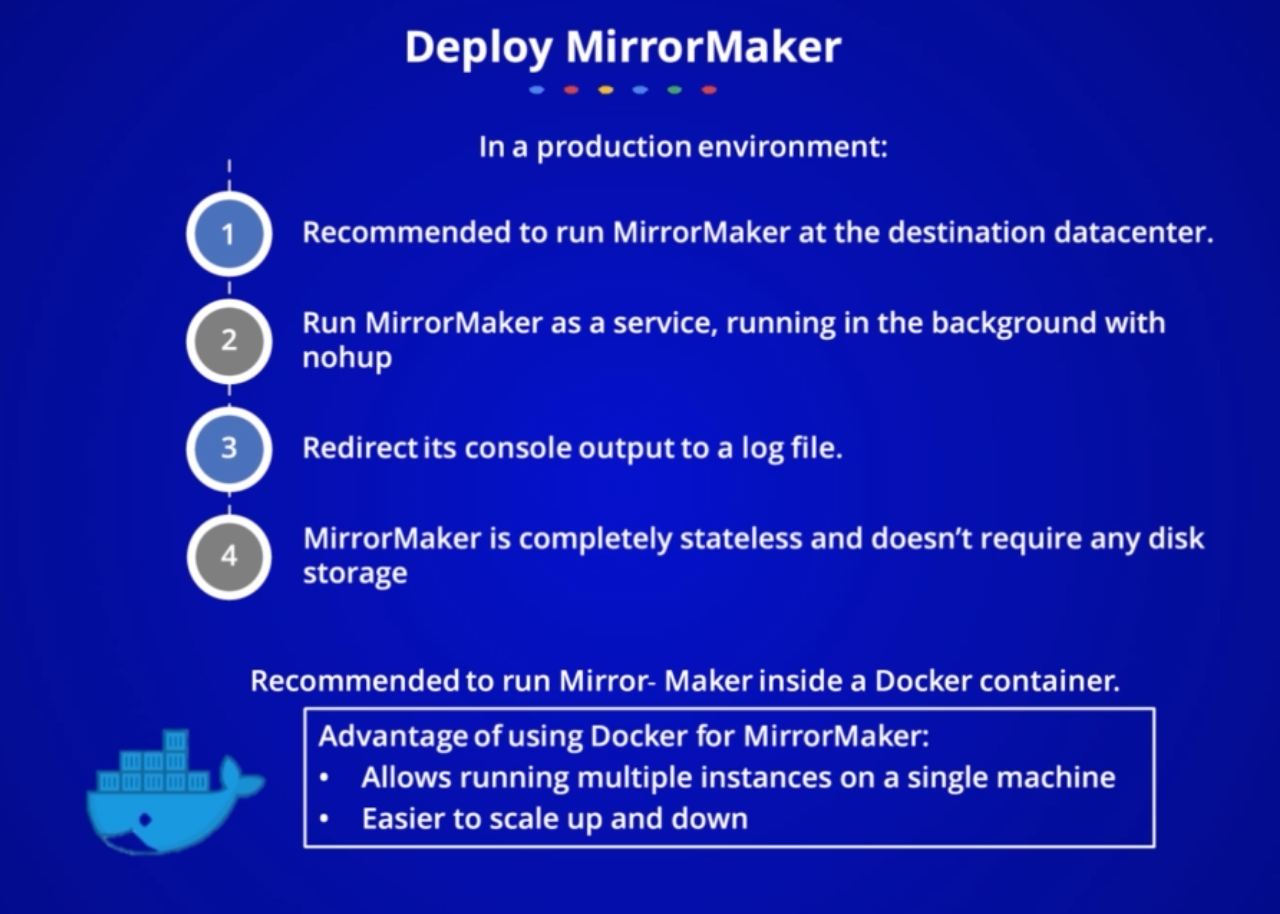 Deploy MirrorMaker
In a production environment:
1
Recommended to run MirrorMaker at the destination datacenter.
2
Run MirrorMaker as a service, running in the background with
nohup
3
Redirect its console output to a log file.
4
MirrorMaker is completely stateless and doesn’t require any disk
storage
Recommended to run Mirror- Maker inside a Docker container.
Advantage of using Docker for MirrorMaker:
• Allows running multiple instances on a single machine
• Easier to scale up and down